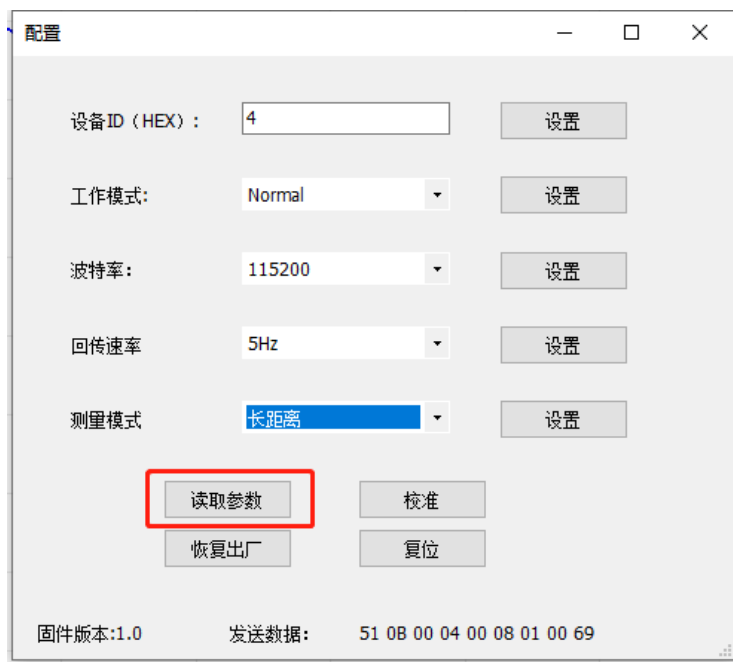 配置
设备ID（HEX）: 4 设置
工作模式: Normal 设置
波特率: 115200 设置
回传速率 5Hz 设置
测量模式 长距离 设置
读取参数 校准
恢复出厂 复位
固件版本:1.0 发送数据: 51 0B 00 04 00 08 01 00 69